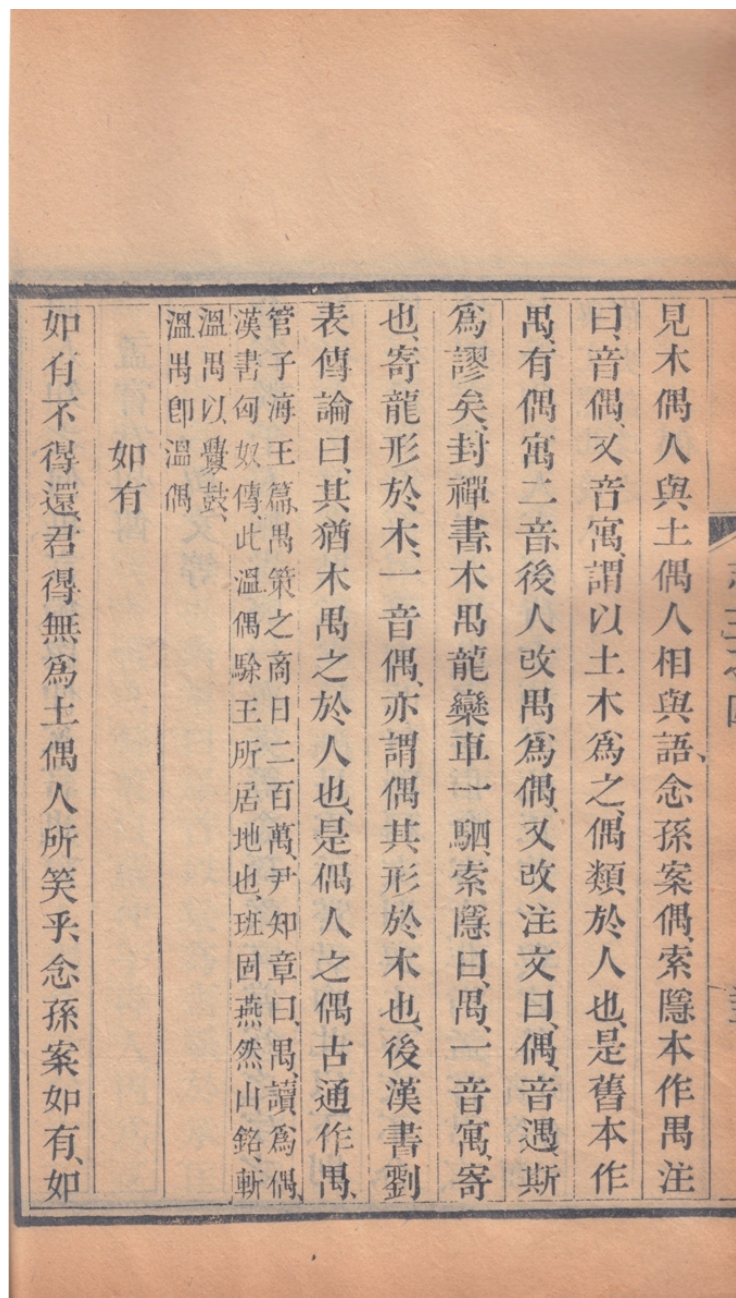 見木偶人與土偶人相與語、念孫案偶、索隱本作禺注
曰、音偶、又音寓、謂以土木爲之、偶類於人也、是舊本作
禺、有偶寓二音、後人改禺爲偶、又改注文曰、偶、音遇、斯
爲謬矣、封禪書、木禺龍欒車一駟、索隱曰、禺、一音寓、寄
也、寄龍形於木、一音偶、亦謂偶其形於木也、後漢書劉
表傳論曰、其猶木禺之於人也、是偶人之偶古通作禺、
管子海王篇、禺筴之商日二百萬、尹知章曰、禺、讀爲偶、
漢書匈奴傳、此溫偶駼王所居地也、班固燕然山銘、斬
溫禺以釁鼓、
溫禺卽溫偶
如有
如有不得還、君得無爲土偶人所笑乎、念孫案如有、如